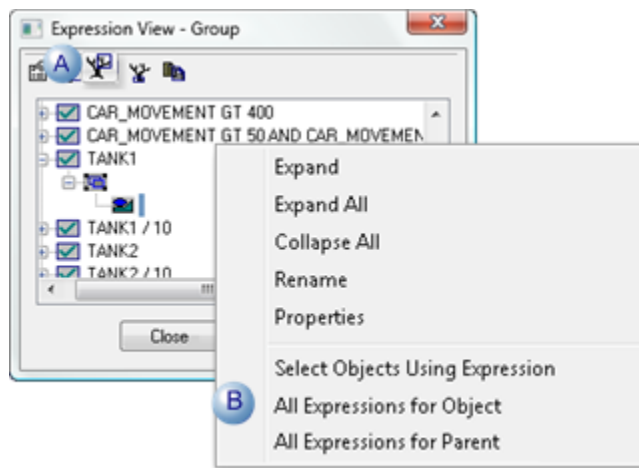 Expression View - Group
A
CAR_MOVEMENT GT 400
CAR_MOVEMENT GT 50 AND CAR_MOVEMEN
TANK1
TANK1 / 10
TANK2
TANK2 / 10
Close
Expand
Expand All
Collapse All
Rename
Properties
Select Objects Using Expression
B
All Expressions for Object
All Expressions for Parent